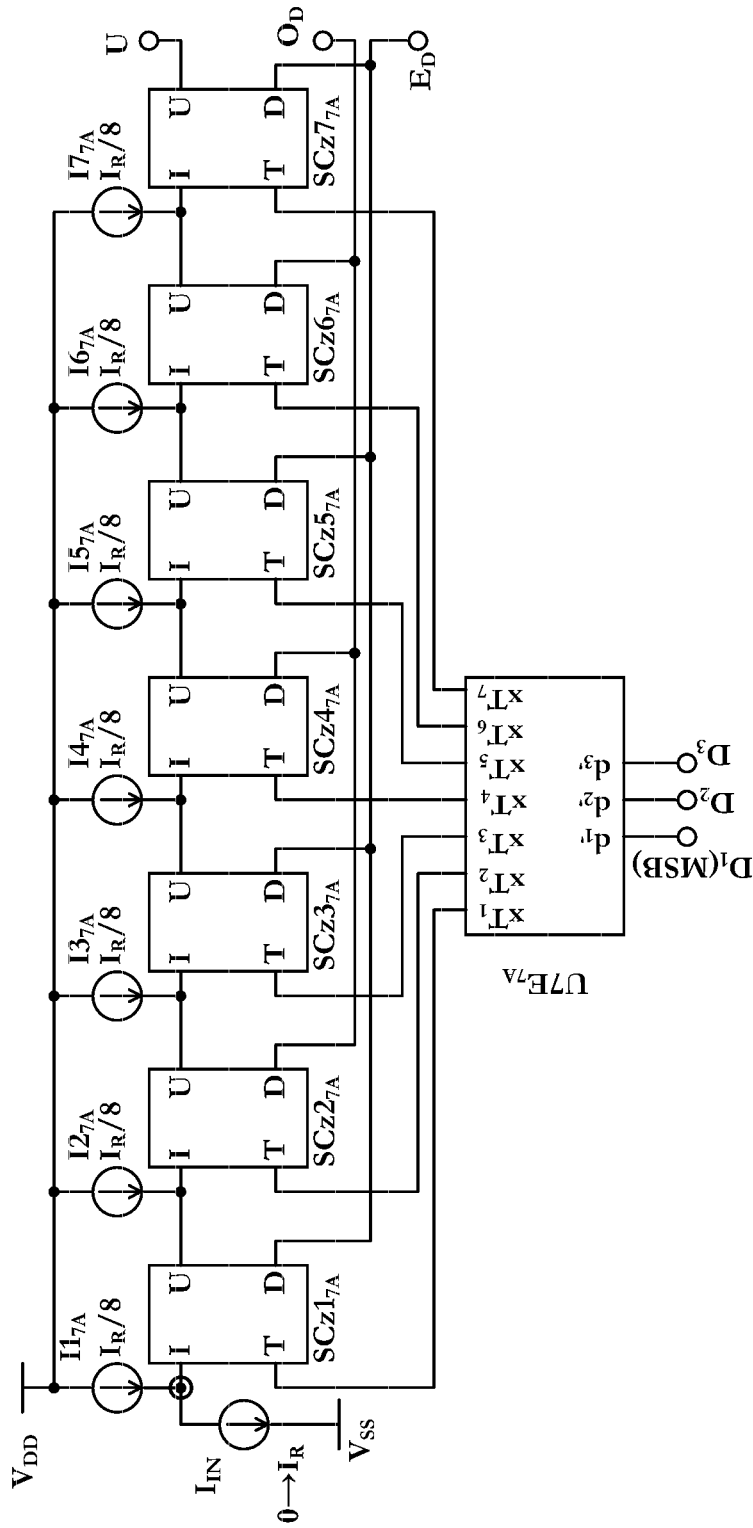 V_DD
I1_7A
I_R/8
I2_7A
I_R/8
I3_7A
I_R/8
I4_7A
I_R/8
I5_7A
I_R/8
I6_7A
I_R/8
I7_7A
I_R/8
I U
I U
I U
I U
I U
I U
I U
U
T D
T D
T D
T D
T D
T D
T D
O_D
E_D
SCz1_7A
SCz2_7A
SCz3_7A
SCz4_7A
SCz5_7A
SCz6_7A
SCz7_7A
I_IN
0→I_R
V_SS
xT_1
xT_2
xT_3
xT_4
xT_5
xT_6
xT_7
U7E_7A
d_1'
d_2'
d_3'
D_1(MSB)
D_2
D_3